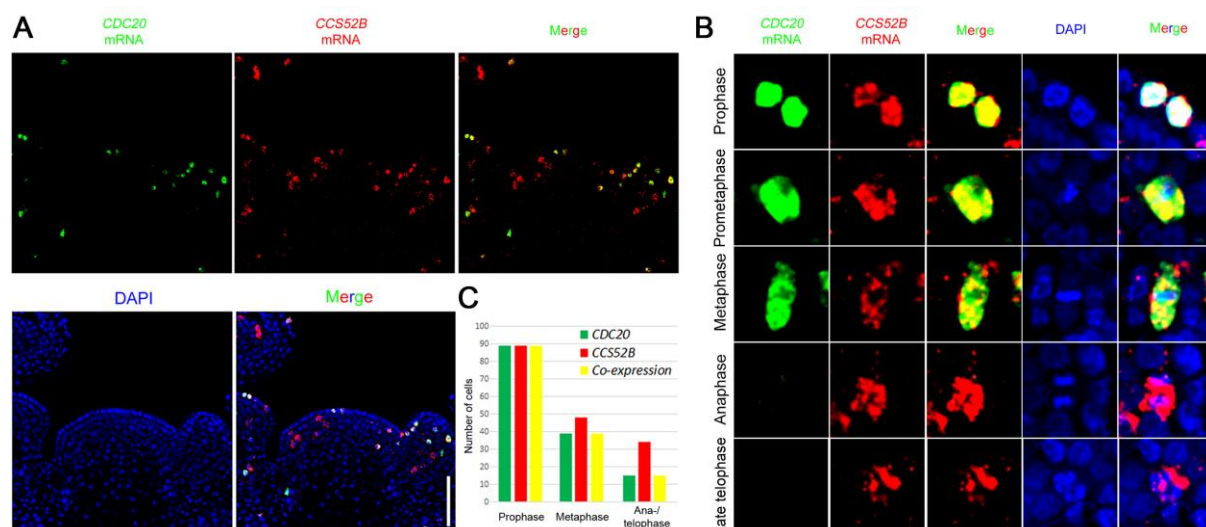 A
CDC20
mRNA
CCS52B
mRNA
Merge
DAPI
Merge
C
100
90
80
70
60
50
40
30
20
10
0
Number of cells
CDC20
CCS52B
Co-expression
Prophase
Metaphase
Ana-/
telophase
B
CDC20
mRNA
CCS52B
mRNA
Merge
DAPI
Merge
Prophase
Prometaphase
Metaphase
Anaphase
ate telophase